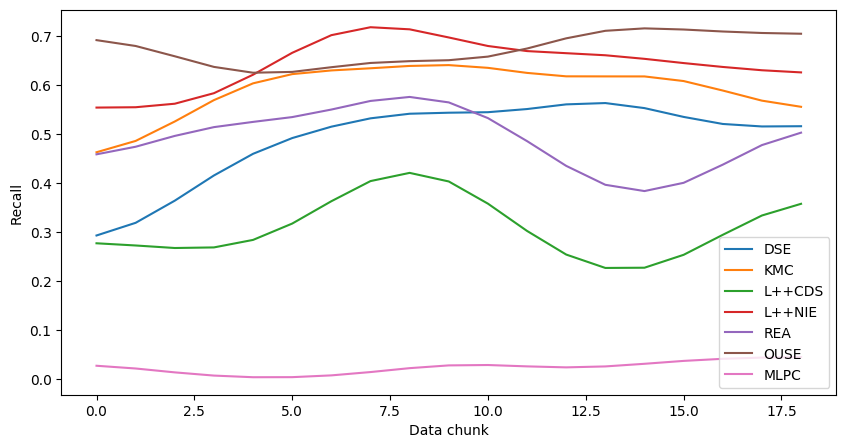 0.7
0.6
0.5
0.4
0.3
0.2
0.1
0.0
Recall
0.0 2.5 5.0 7.5 10.0 12.5 15.0 17.5
Data chunk
DSE
KMC
L++CDS
L++NIE
REA
OUSE
MLPC